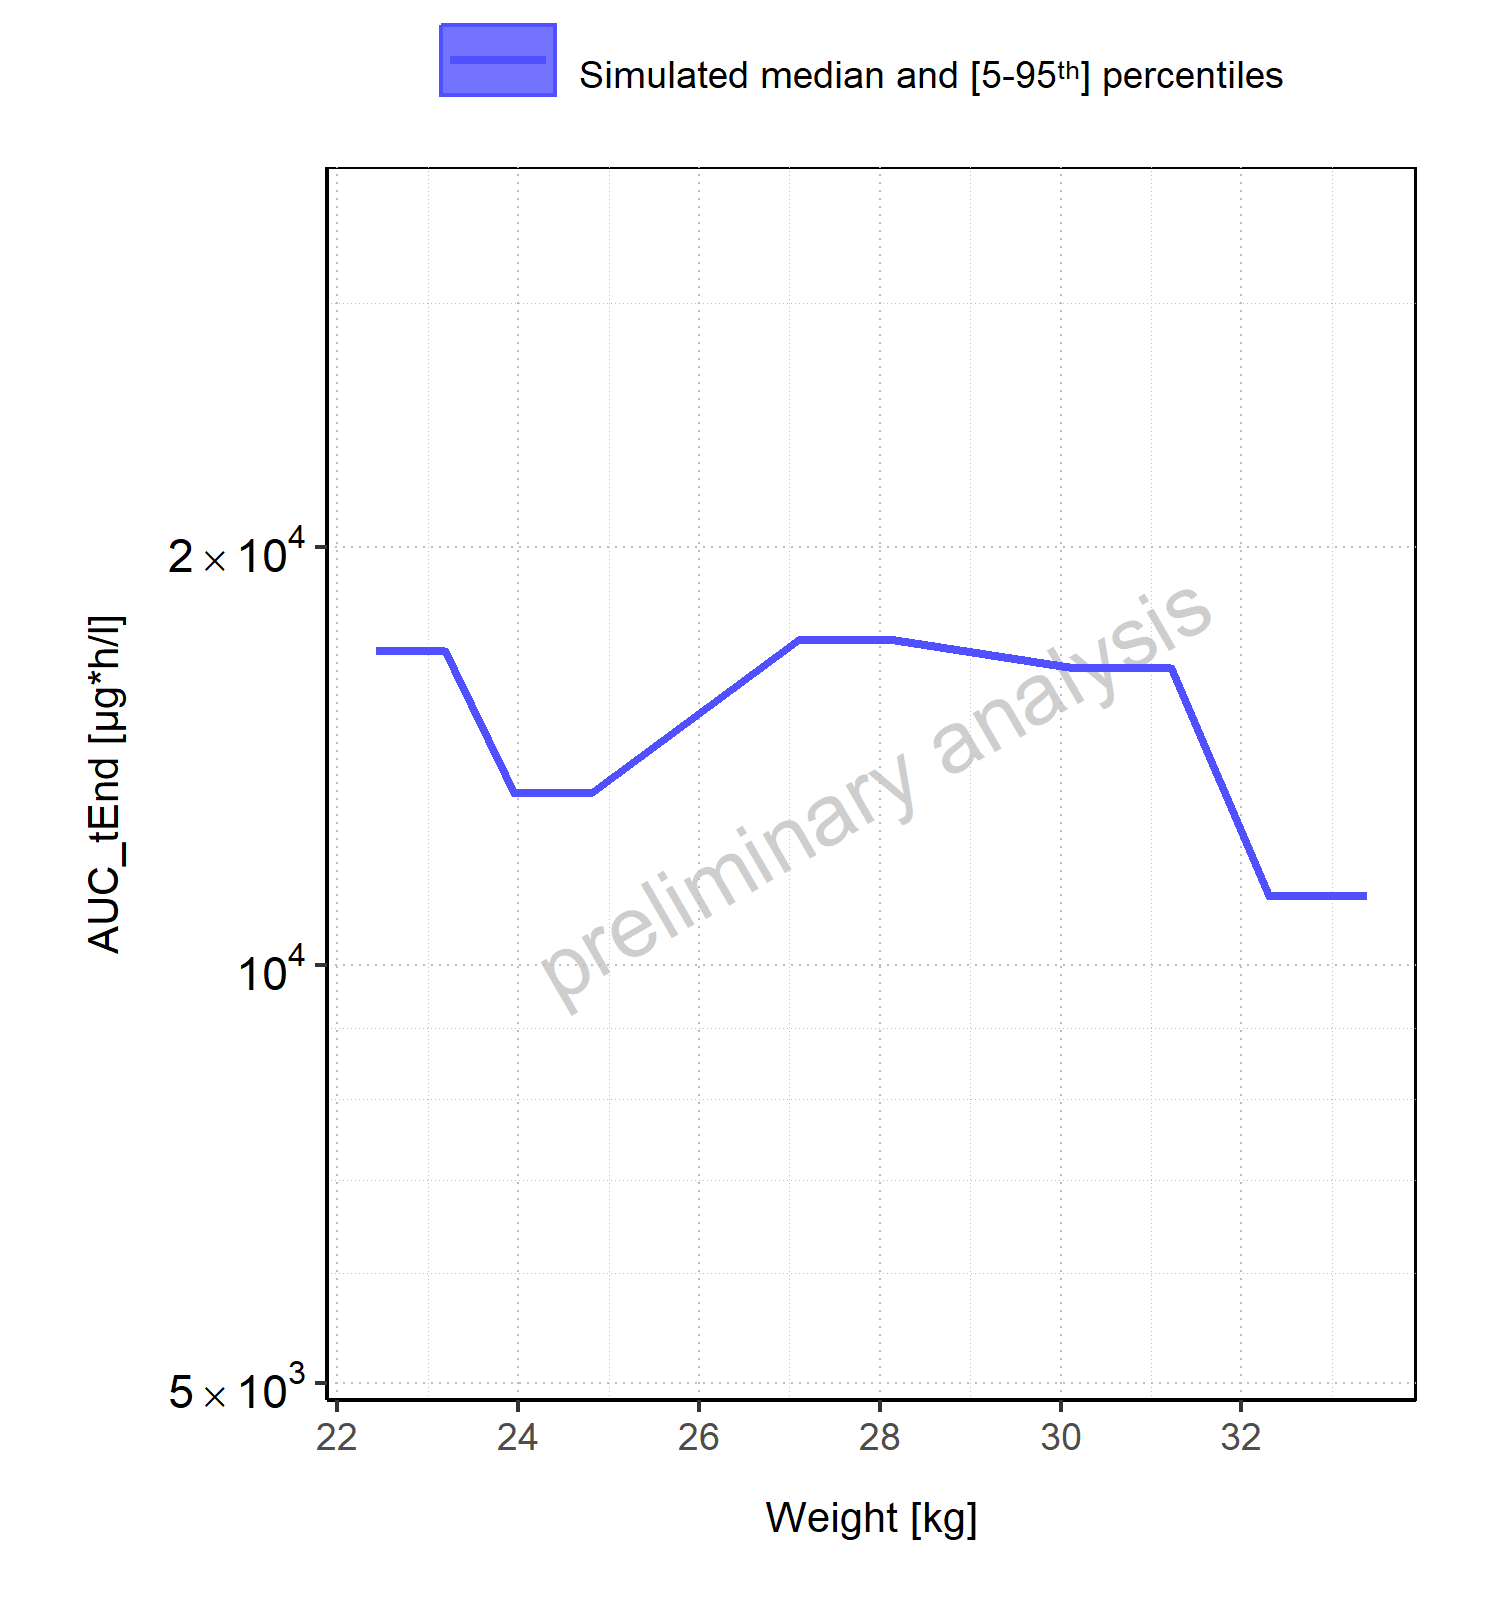 Simulated median and [5-95ᵗʰ] percentiles
AUC_tEnd [µg*h/l]
2 × 10⁴
10⁴
5 × 10³
preliminary analysis
22 24 26 28 30 32
Weight [kg]